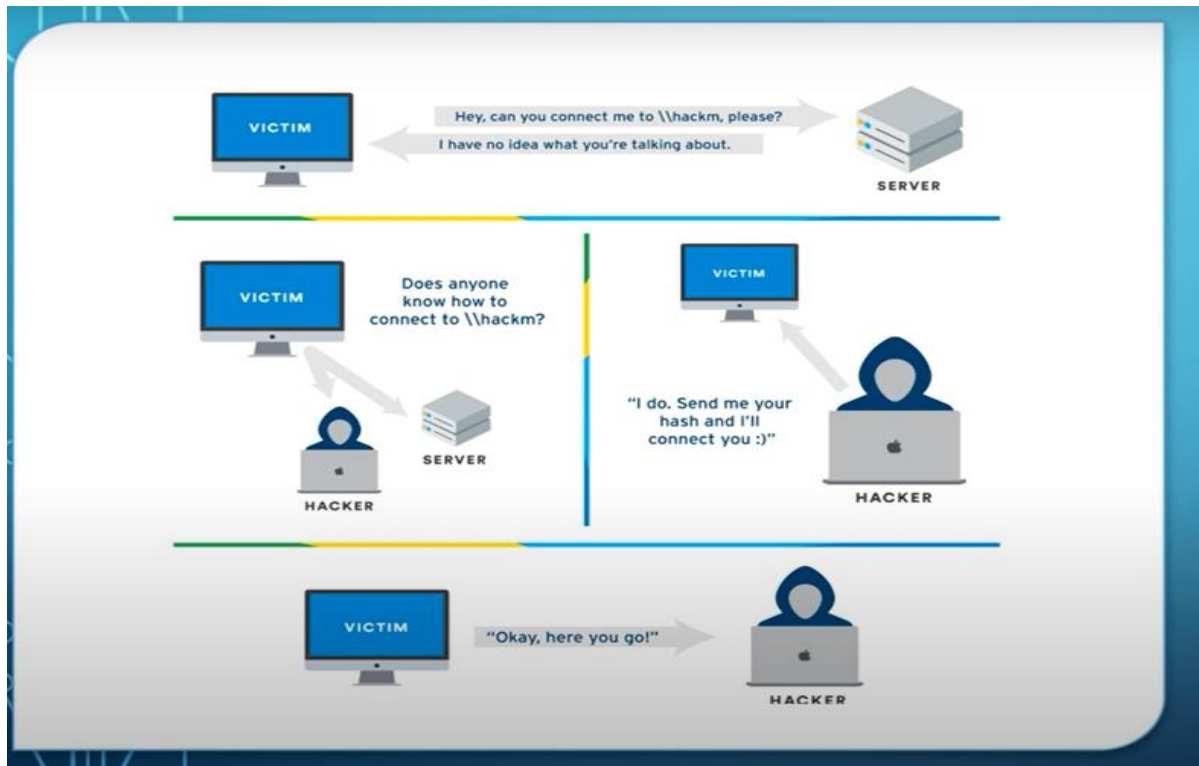 VICTIM
Hey, can you connect me to \\hackm, please?
I have no idea what you're talking about.
SERVER
VICTIM
Does anyone
know how to
connect to \\hackm?
SERVER
HACKER
VICTIM
"I do. Send me your
hash and I'll
connect you :)"
HACKER
VICTIM
"Okay, here you go!"
HACKER